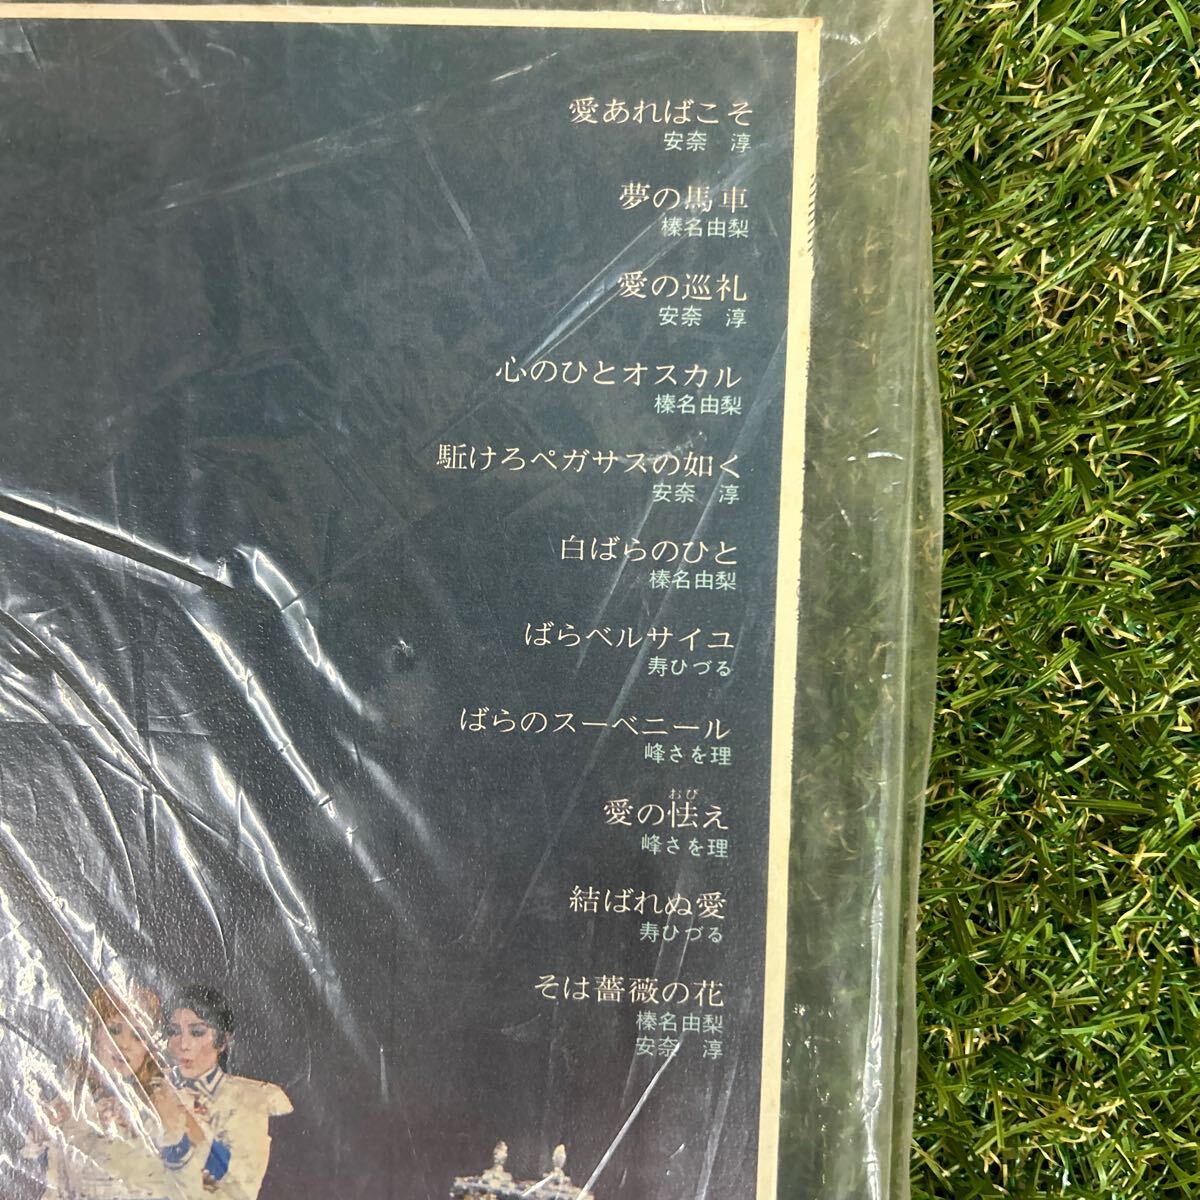 愛あればこそ
安奈　淳
夢の馬車
榛名由梨
愛の巡礼
安奈　淳
心のひとオスカル
榛名由梨
駈けろペガサスの如く
安奈　淳
白ばらのひと
榛名由梨
ばらベルサイユ
寿ひづる
ばらのスーベニール
峰さを理
おび
愛の怯え
峰さを理
結ばれぬ愛
寿ひづる
そは薔薇の花
榛名由梨
安奈　淳